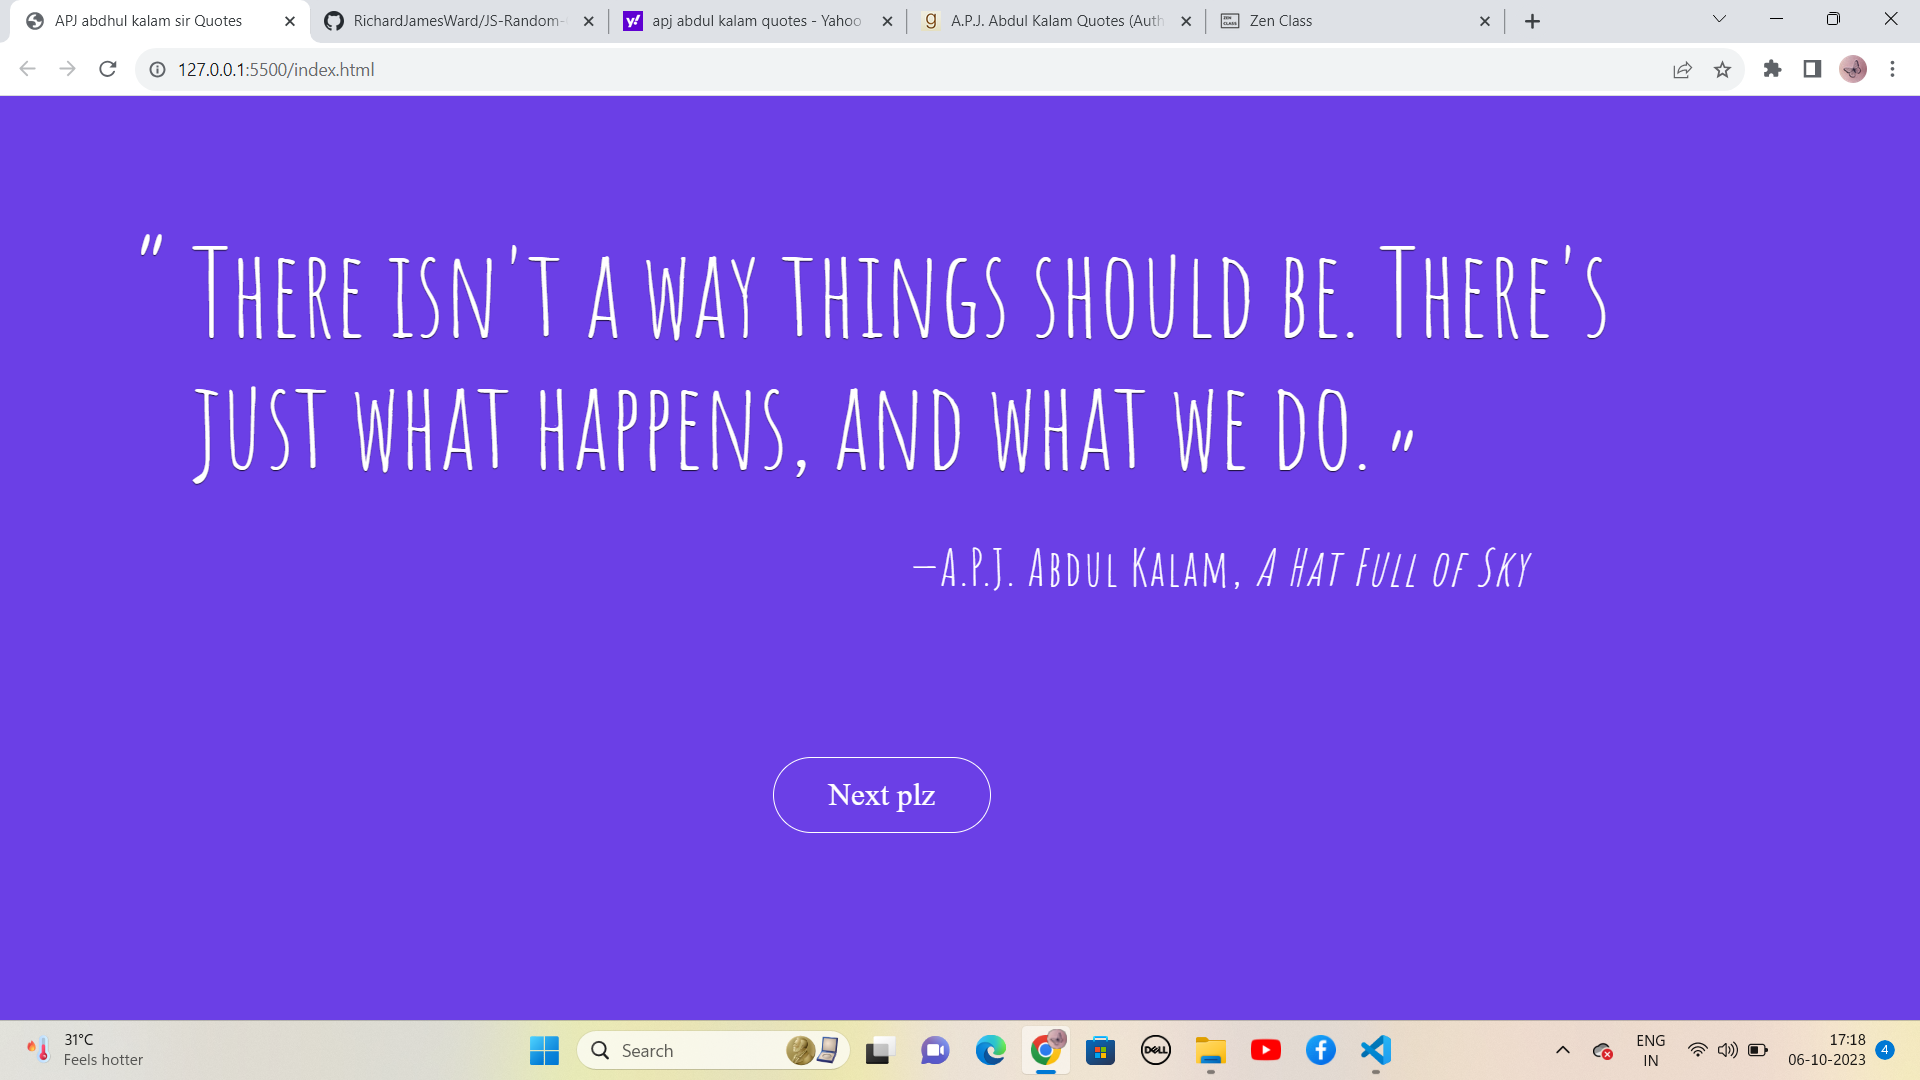 APJ abdhul kalam sir Quotes
RichardJamesWard/JS-Random-
apj abdul kalam quotes - Yahoo
A.P.J. Abdul Kalam Quotes (Auth
Zen Class
127.0.0.1:5500/index.html
" There isn't a way things should be. There's
just what happens, and what we do. "
—A.P.J. Abdul Kalam, A Hat Full of Sky
Next plz
31°C
Feels hotter
Search
DELL
ENG
IN
17:18
06-10-2023
4